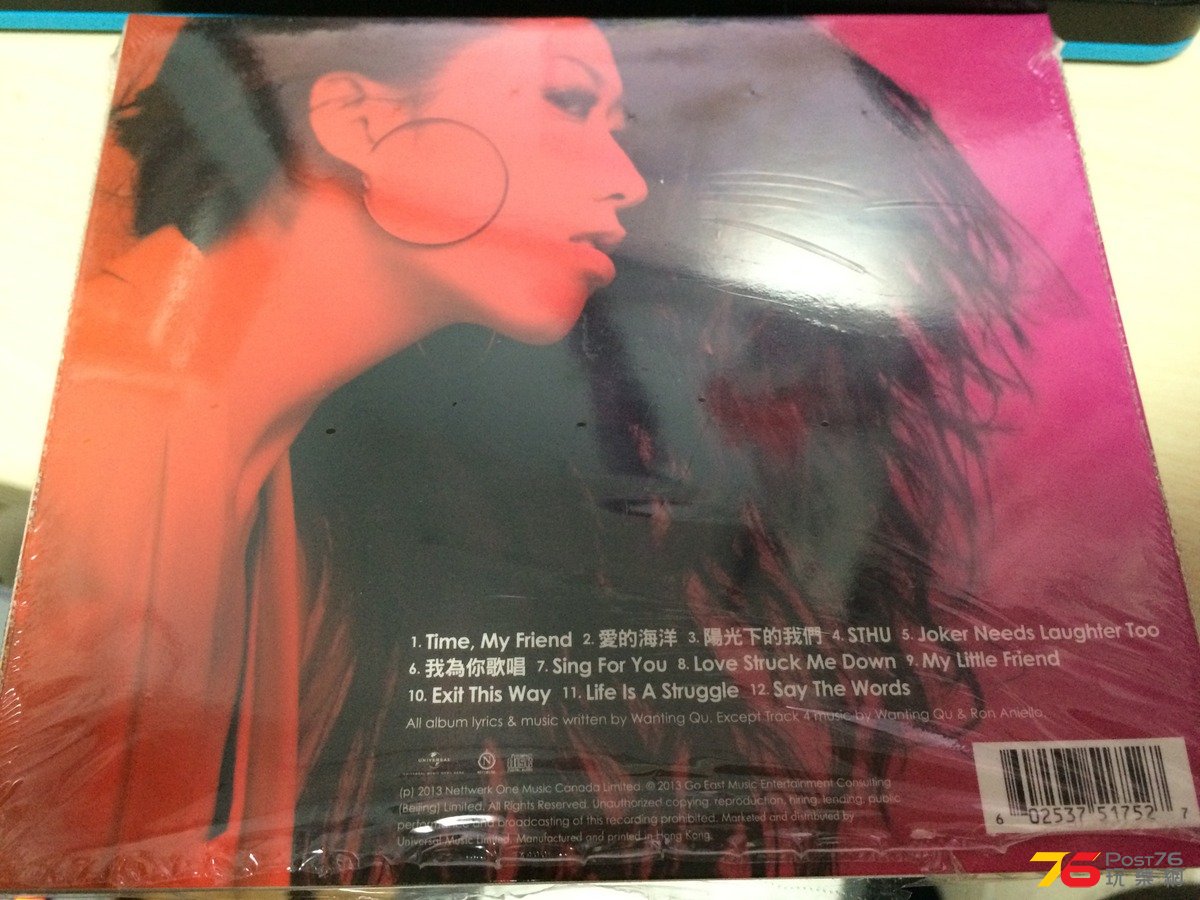 1. Time, My Friend 2. 愛的海洋 3. 陽光下的我們 4. STHU 5. Joker Needs Laughter Too
6. 我為你歌唱 7. Sing For You 8. Love Struck Me Down 9. My Little Friend
10. Exit This Way 11. Life Is A Struggle 12. Say The Words
All album lyrics & music written by Wanting Qu. Except Track 4 music by Wanting Qu & Ron Aniello.
UNIVERSAL
(p) 2013 Nettwerk One Music Canada Limited. © 2013 Go East Music Entertainment Consulting
(Beijing) Limited. All Rights Reserved. Unauthorized copying, reproduction, hiring, lending, public
performance and broadcasting of this recording prohibited. Marketed and distributed by
Universal Music Limited. Manufactured and printed in Hong Kong.
6 02537 51752 7
76 Post76
玩樂網